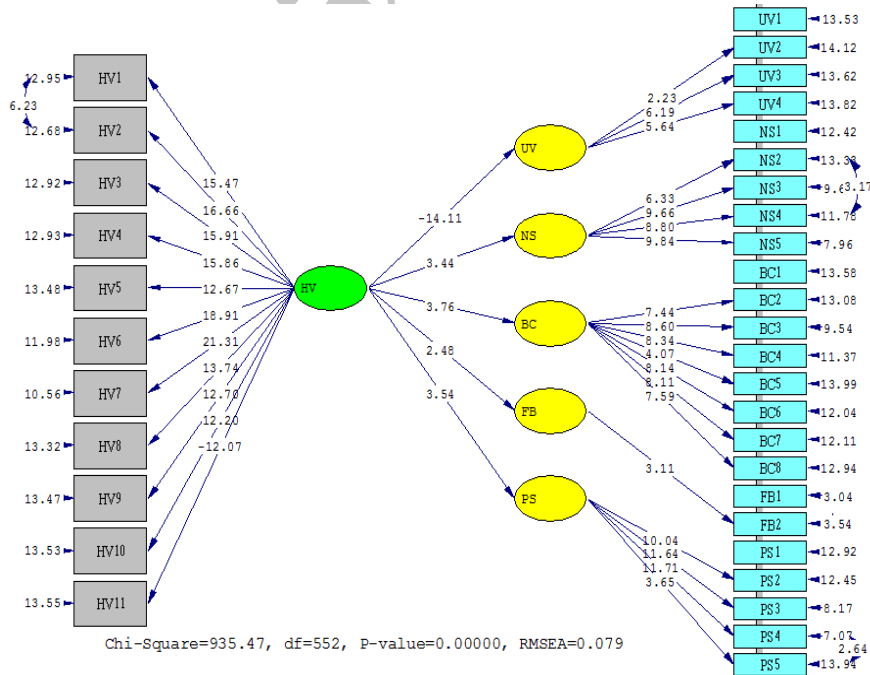 UV1 13.53
UV2 14.12
UV3 13.62
UV4 13.82
NS1 12.42
NS2
NS3
3.17
NS4 11.78
NS5 7.96
BC1 13.58
BC2 13.08
BC3 9.54
BC4 11.37
BC5 13.99
BC6 12.04
BC7 12.11
BC8 12.94
FB1 3.04
FB2 3.54
PS1 12.92
PS2 12.45
PS3 8.17
PS4 7.07
2.64
PS5 13.94
12.95 HV1
6.23
12.68 HV2
12.92 HV3
12.93 HV4
13.48 HV5
11.98 HV6
10.56 HV7
13.32 HV8
13.47 HV9
13.53 HV10
13.55 HV11
15.47
16.66
15.91
15.86
12.67
18.91
21.31
13.74
12.70
12.20
-12.07
HV
-14.11
3.44
3.76
2.48
3.54
UV
NS
BC
FB
PS
2.23
6.19
5.64
6.33
9.66
8.80
9.84
7.44
8.60
8.34
4.07
8.14
8.11
7.59
3.11
10.04
11.64
11.71
3.65
Chi-Square=935.47, df=552, P-value=0.00000, RMSEA=0.079